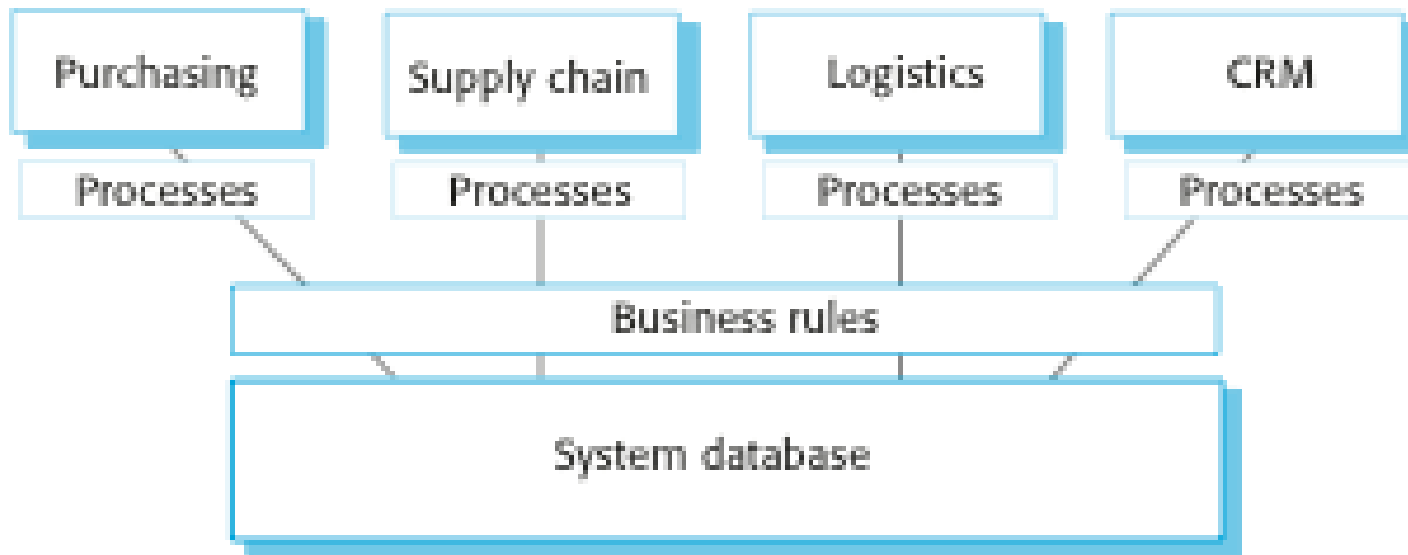 Purchasing
Supply chain
Logistics
CRM
Processes
Processes
Processes
Processes
Business rules
System database